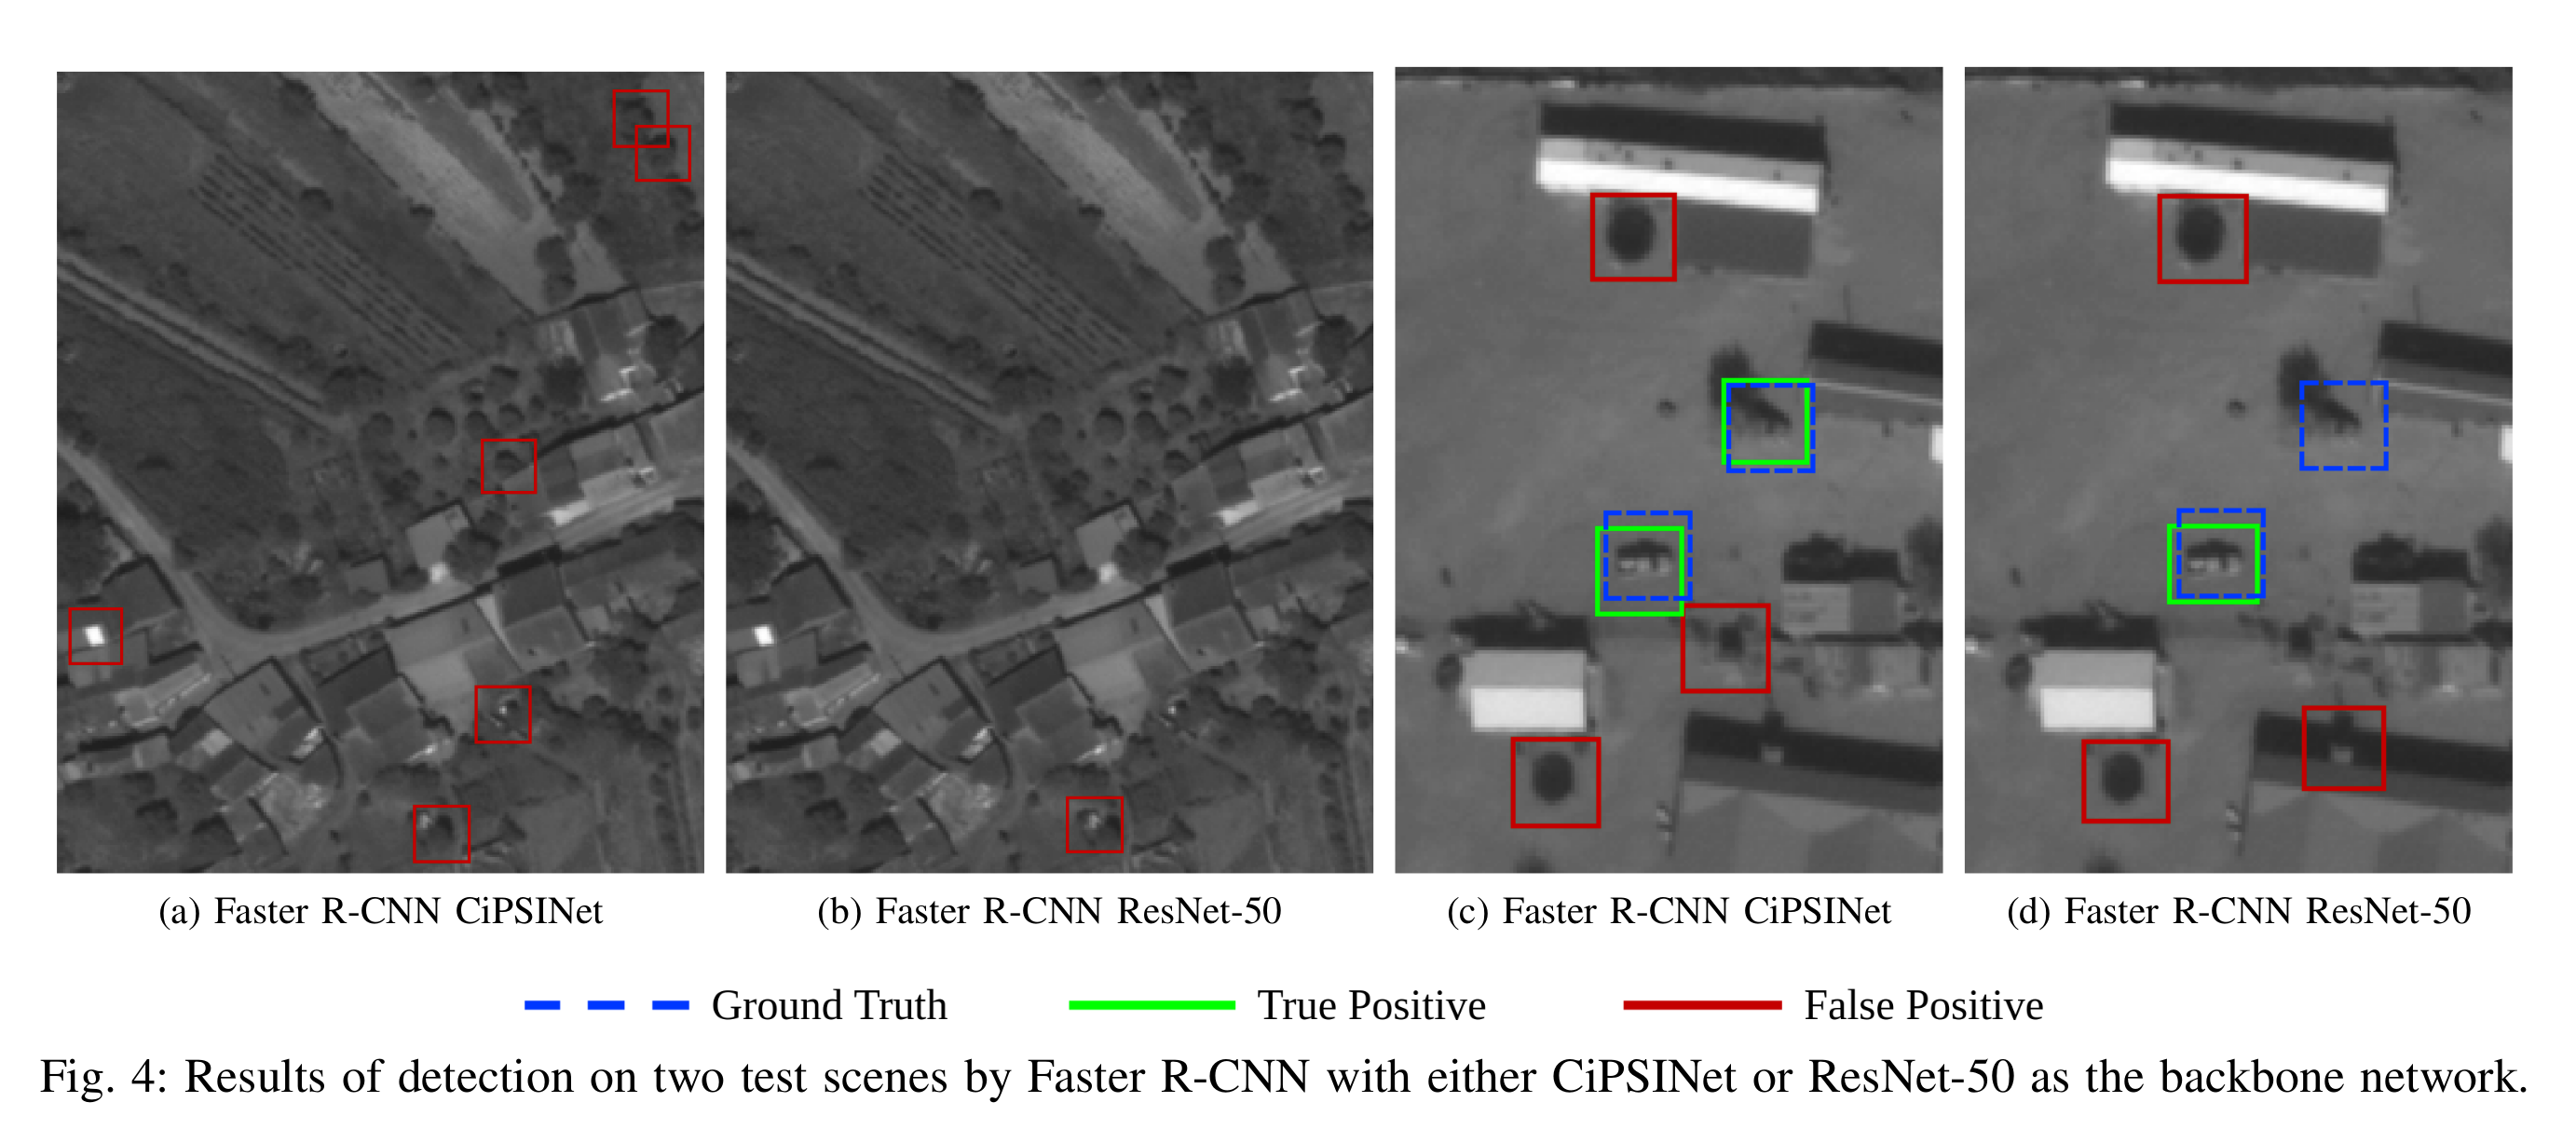 (a) Faster R-CNN CiPSINet
(b) Faster R-CNN ResNet-50
(c) Faster R-CNN CiPSINet
(d) Faster R-CNN ResNet-50
Ground Truth
True Positive
False Positive
Fig. 4: Results of detection on two test scenes by Faster R-CNN with either CiPSINet or ResNet-50 as the backbone network.